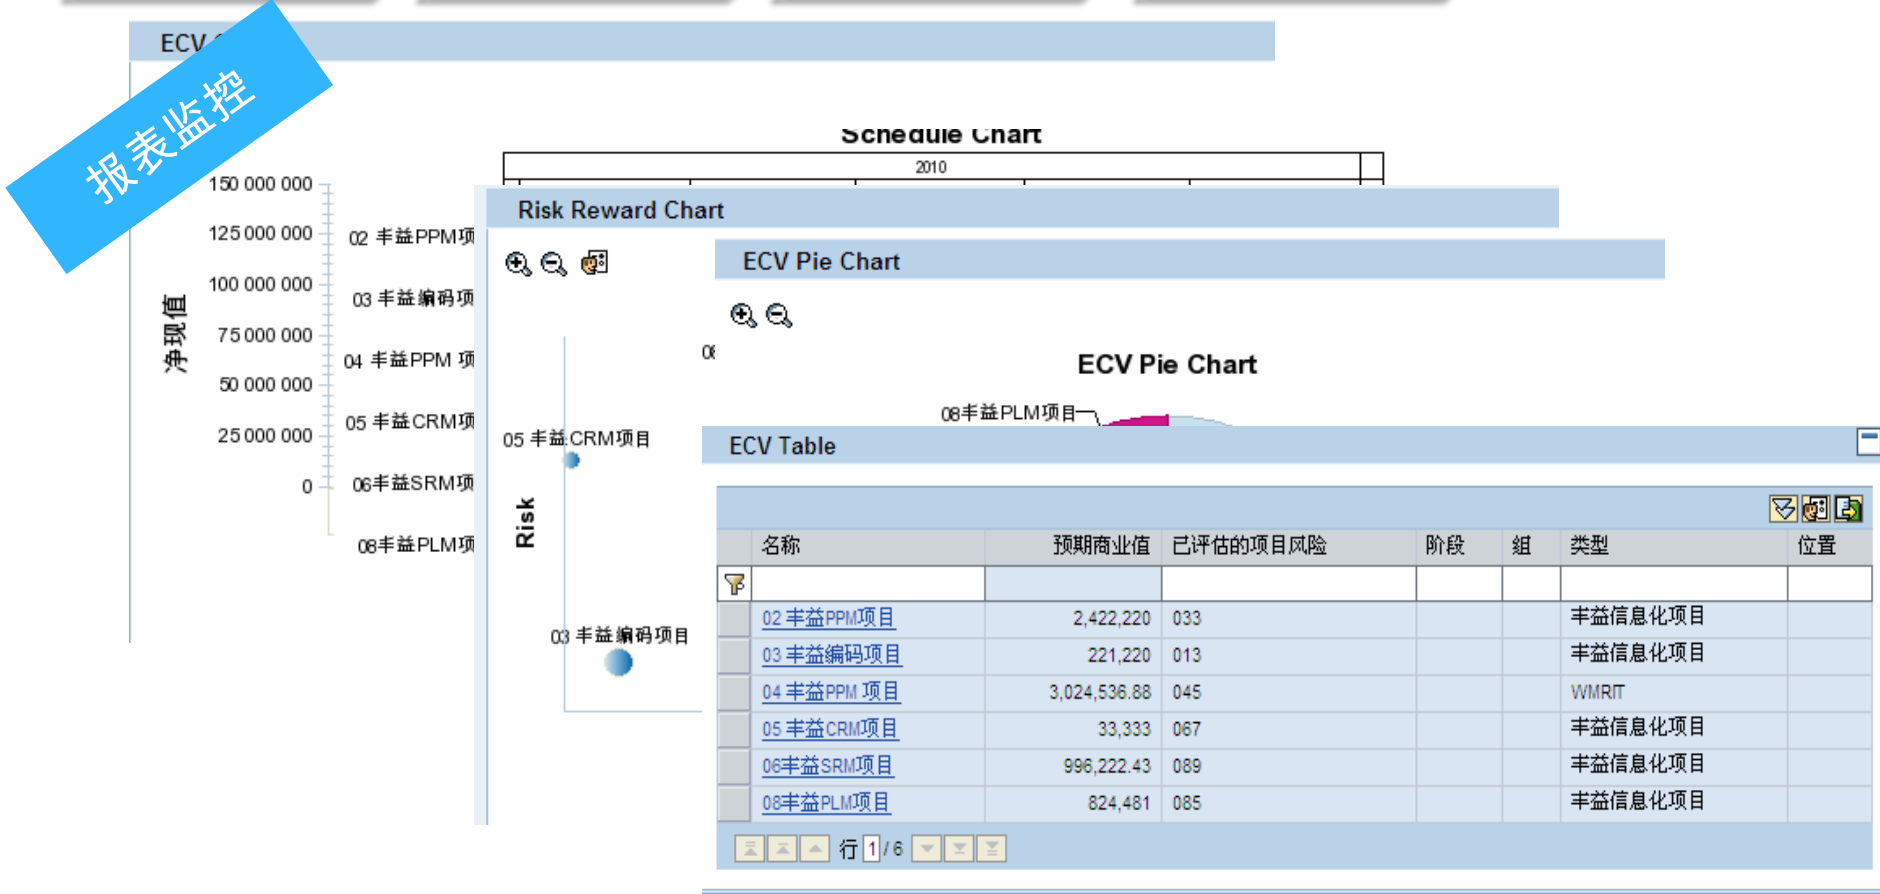 ECV
报表监控
Schedule Chart
2010
150 000 000
125 000 000
100 000 000
75 000 000
50 000 000
25 000 000
0
净现值
02 丰益PPM项
03 丰益编码项
04 丰益PPM 项
05 丰益CRM项
06丰益SRM项
08丰益PLM项
Risk Reward Chart
05 丰益CRM项目
Risk
03 丰益编码项目
ECV Pie Chart
ECV Pie Chart
08丰益PLM项目
ECV Table
名称 预期商业值 已评估的项目风险 阶段 组 类型 位置
02 丰益PPM项目 2,422,220 033 丰益信息化项目
03 丰益编码项目 221,220 013 丰益信息化项目
04 丰益PPM 项目 3,024,536.88 045 WMRIT
05 丰益CRM项目 33,333 067 丰益信息化项目
06丰益SRM项目 996,222.43 089 丰益信息化项目
08丰益PLM项目 824,481 085 丰益信息化项目
行 1 / 6